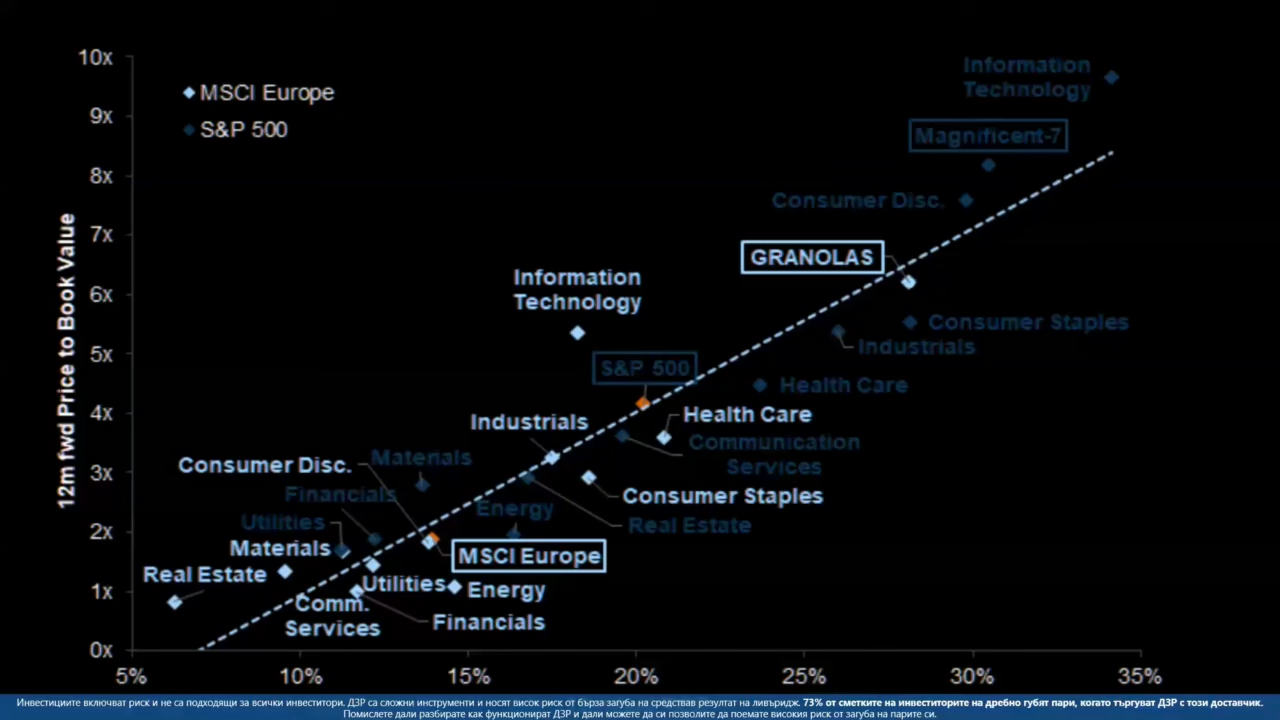 10x
Information
Technology
MSCI Europe
9x
S&P 500
Magnificent-7
8x
Consumer Disc.
7x
GRANOLAS
Information
Technology
6x
Consumer Staples
Industrials
5x
S&P 500
Health Care
4x
Industrials
Health Care
Communication
Services
Consumer Disc.
Materials
3x
Financials
Consumer Staples
Energy
Utilities
Real Estate
2x
Materials
MSCI Europe
Real Estate
Utilities
Energy
1x
Comm.
Services
Financials
0x
12m fwd Price to Book Value
5%
10%
15%
20%
25%
30%
35%
Инвестициите включват риск и не са подходящи за всички инвеститори. ДЗР са сложни инструменти и носят висок риск от бърза загуба на средствав резултат на ливъридж. 73% от сметките на инвеститорите на дребно губят пари, когато търгуват ДЗР с този доставчик.
Помислете дали разбирате как функционират ДЗР и дали можете да си позволите да поемате високия риск от загуба на парите си.